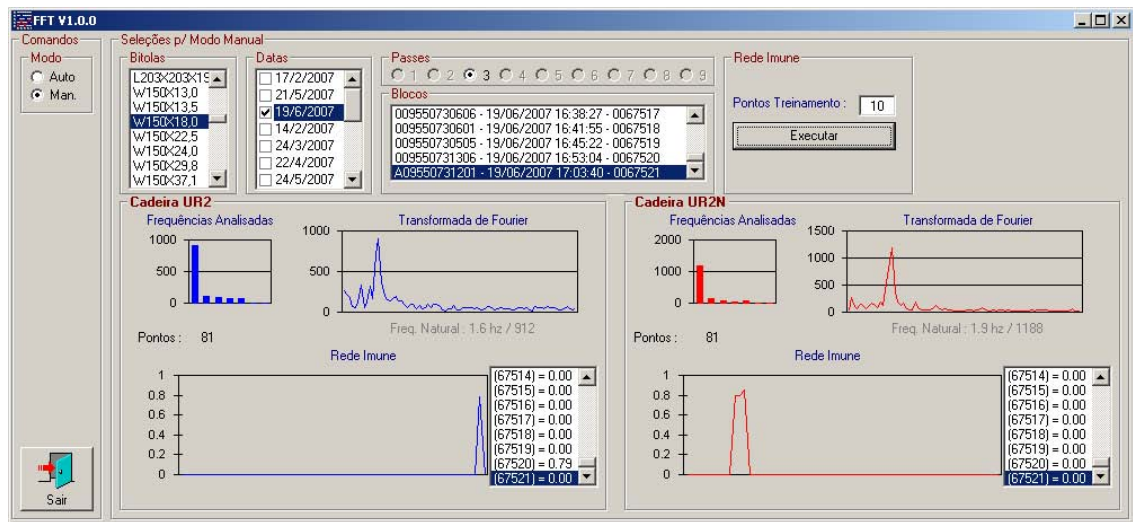 FFT V1.0.0
Comandos
Modo
Auto
Man.
Sair
Seleções p/ Modo Manual
Bitolas
L203X203X19
W150X13,0
W150X13,5
W150X18,0
W150X22,5
W150X24,0
W150X29,8
W150X37,1
Datas
17/2/2007
21/5/2007
19/6/2007
14/2/2007
24/3/2007
22/4/2007
24/5/2007
Passes
1 2 3 4 5 6 7 8 9
Blocos
009550730606 - 19/06/2007 16:38:27 - 0067517
009550730601 - 19/06/2007 16:41:55 - 0067518
009550730505 - 19/06/2007 16:45:22 - 0067519
009550731306 - 19/06/2007 16:53:04 - 0067520
A09550731201 - 19/06/2007 17:03:40 - 0067521
Rede Imune
Pontos Treinamento : 10
Executar
Cadeira UR2
Frequências Analisadas
1000
500
0
Pontos : 81
Transformada de Fourier
1000
500
0
Freq. Natural : 1.6 hz / 912
Rede Imune
1
0.8
0.6
0.4
0.2
0
(67514) = 0.00
(67515) = 0.00
(67516) = 0.00
(67517) = 0.00
(67518) = 0.00
(67519) = 0.00
(67520) = 0.79
(67521) = 0.00
Cadeira UR2N
Frequências Analisadas
2000
1000
0
Pontos : 81
Transformada de Fourier
1500
1000
500
0
Freq. Natural : 1.9 hz / 1188
Rede Imune
1
0.8
0.6
0.4
0.2
0
(67514) = 0.00
(67515) = 0.00
(67516) = 0.00
(67517) = 0.00
(67518) = 0.00
(67519) = 0.00
(67520) = 0.00
(67521) = 0.00